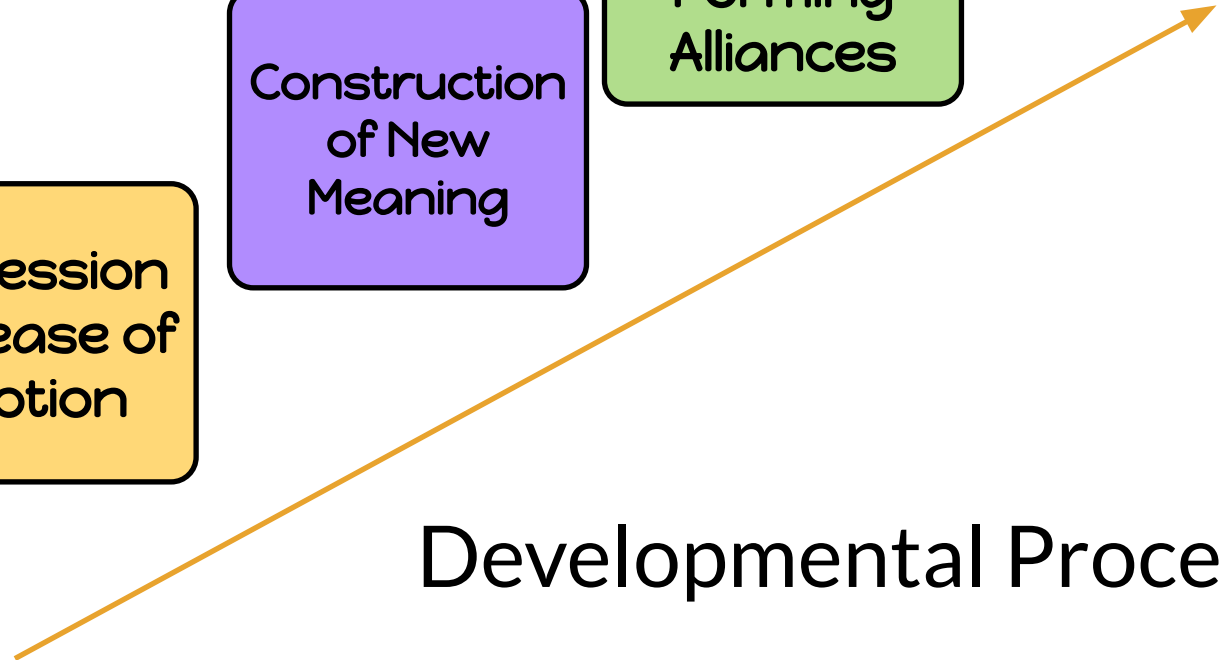 Alliances
Construction
of New
Meaning
ession
ease of
otion
Developmental Proce